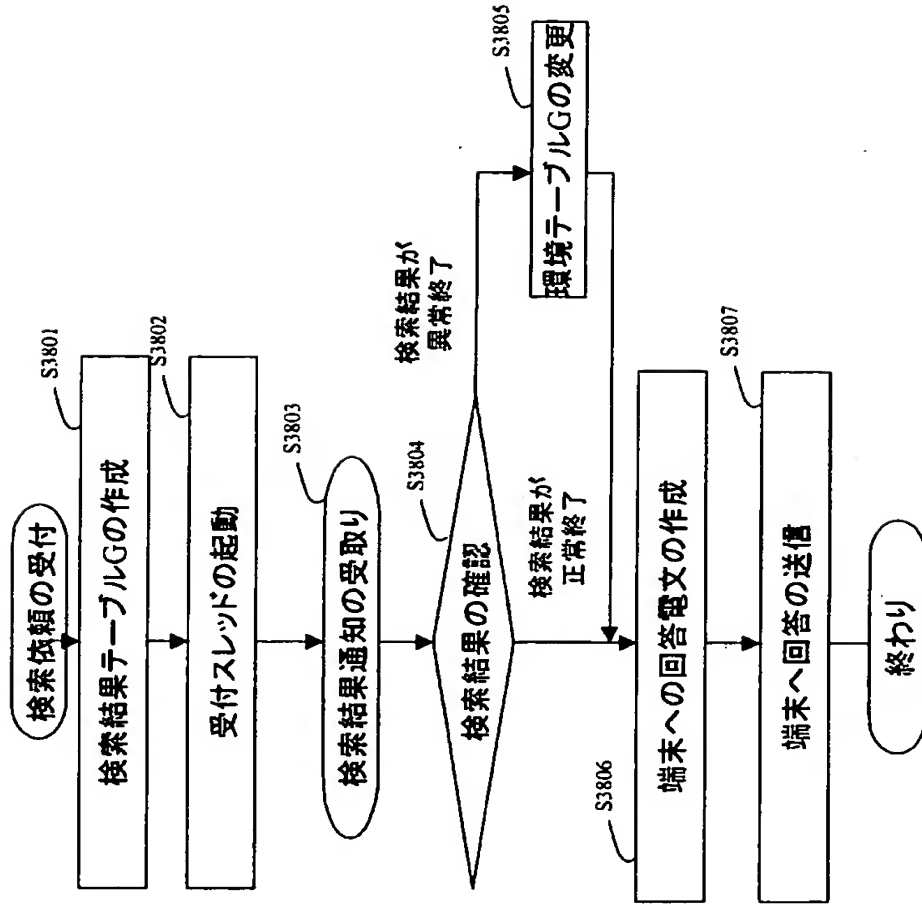 検索依頼の受付
S3801
検索結果テーブルGの作成
S3802
受付スレッドの起動
S3803
検索結果通知の受取り
S3804
検索結果の確認
検索結果が
異常終了
S3805
環境テーブルGの変更
検索結果が
正常終了
S3806
端末への回答電文の作成
S3807
端末へ回答の送信
終わり